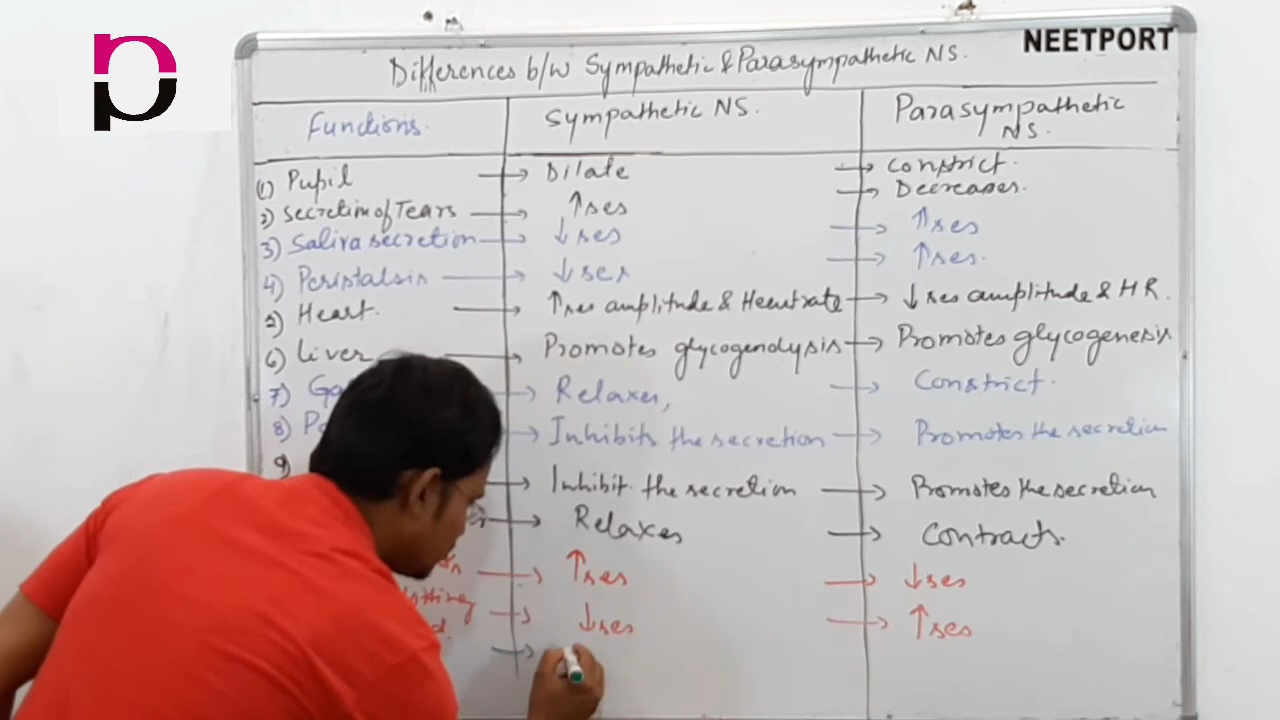 NEETPORT
Differences b/w Sympathetic & Parasympathetic NS.
Functions. Sympathetic NS. Parasympathetic NS.
1) Pupil → Dilate → Constrict.
2) Secretion of Tears → ↑ses → Decreases.
3) Saliva secretion → ↓ses → ↑ses
4) Peristalsis → ↓ses → ↑ses.
5) Heart. → ↑ses amplitude & Heartrate → ↓ses amplitude & HR.
6) Liver → Promotes glycogenolysis → Promotes glycogenesis
7) → Relaxes, → Constrict.
8) → Inhibits the secretion → Promotes the secretion
9) → Inhibit the secretion → Promotes the secretion
→ Relaxes → Contracts.
→ ↑ses → ↓ses
→ ↓ses → ↑ses
→